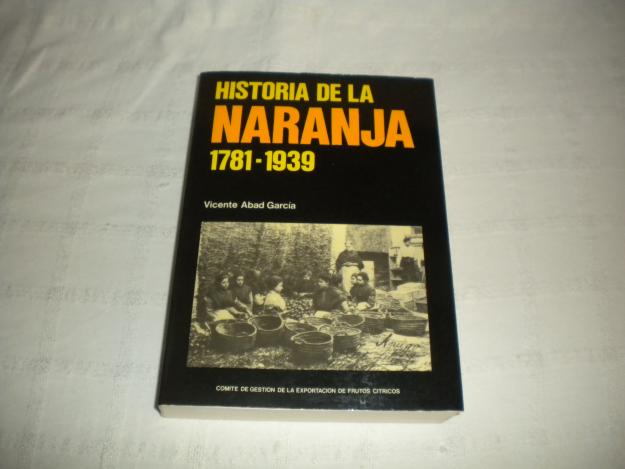 HISTORIA DE LA
NARANJA
1781-1939
Vicente Abad García
COMITE DE GESTION DE LA EXPORTACION DE FRUTOS CITRICOS